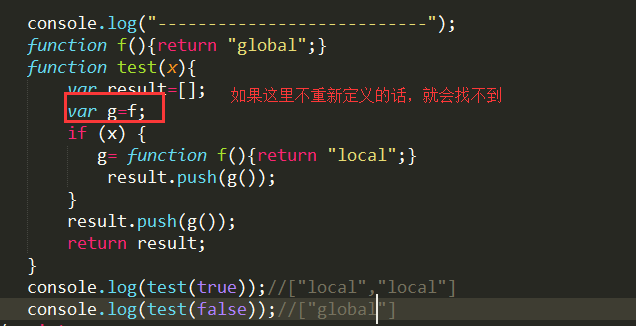 console.log("---------------------------");
function f(){return "global";}
function test(x){
var result=[]; 如果这里不重新定义的话，就会找不到
var g=f;
if (x) {
g= function f(){return "local";}
result.push(g());
}
result.push(g());
return result;
}
console.log(test(true));//["local","local"]
console.log(test(false));//["global"]